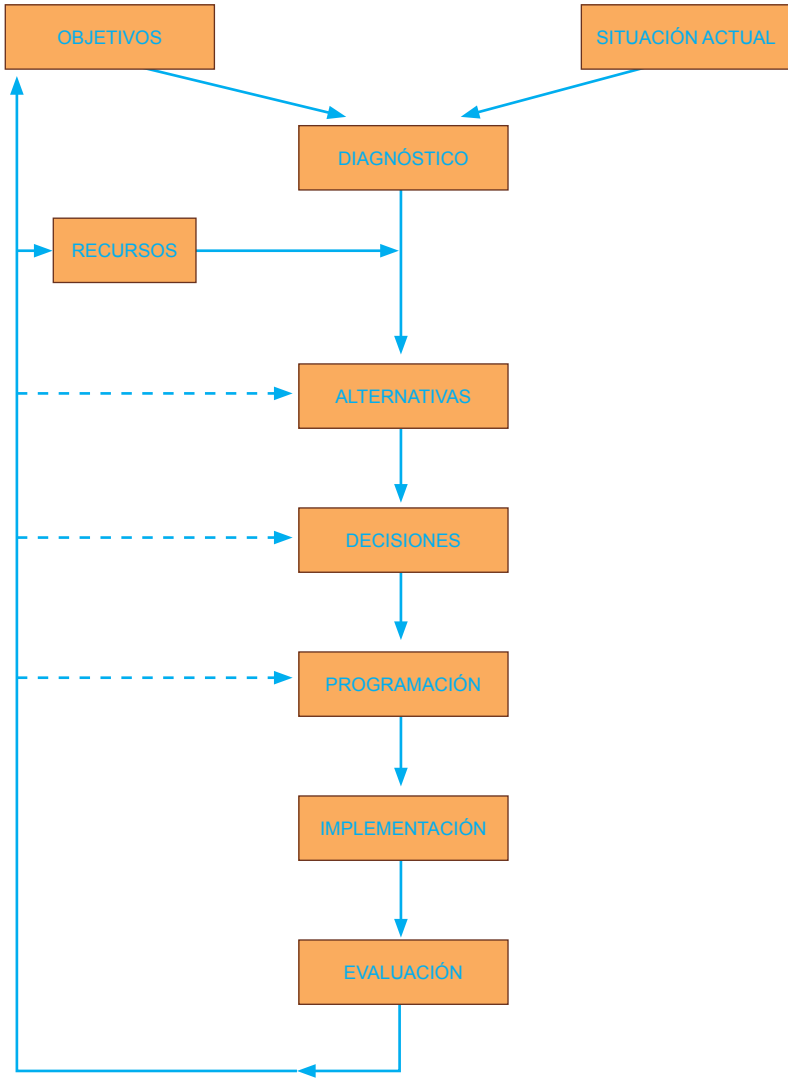 OBJETIVOS
SITUACIÓN ACTUAL
DIAGNÓSTICO
RECURSOS
ALTERNATIVAS
DECISIONES
PROGRAMACIÓN
IMPLEMENTACIÓN
EVALUACIÓN